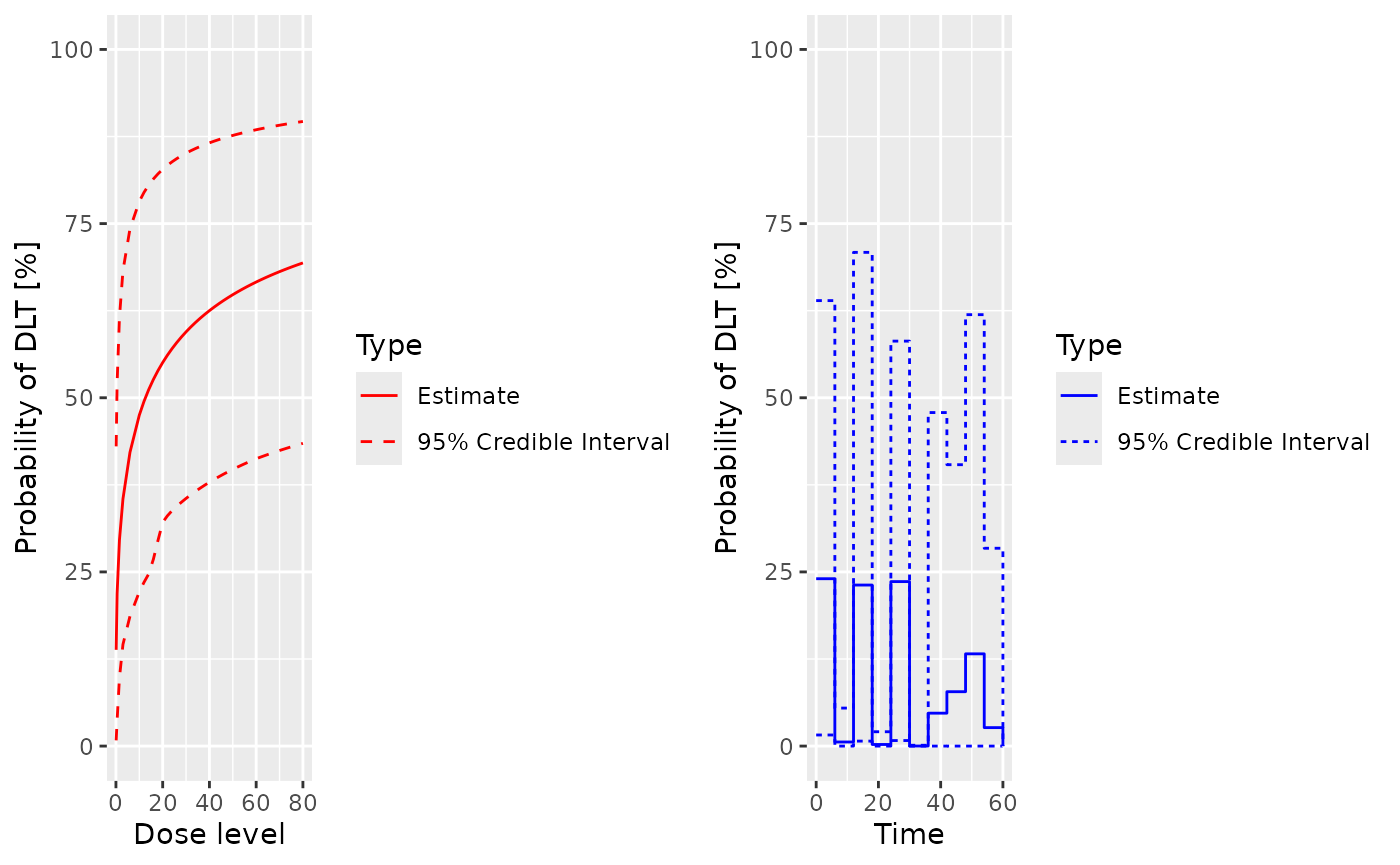 Probability of DLT [%]
100
75
50
25
0
0 20 40 60 80
Dose level
Type
Estimate
95% Credible Interval
Probability of DLT [%]
100
75
50
25
0
0 20 40 60
Time
Type
Estimate
95% Credible Interval